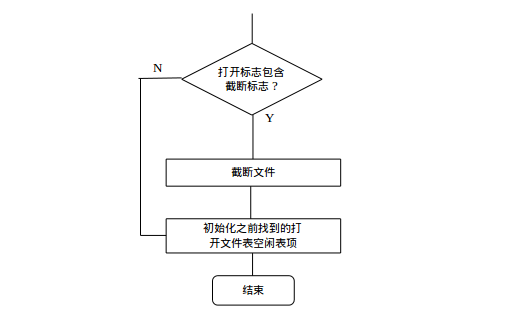 N
打开标志包含
截断标志？
Y
截断文件
初始化之前找到的打
开文件表空闲表项
结束